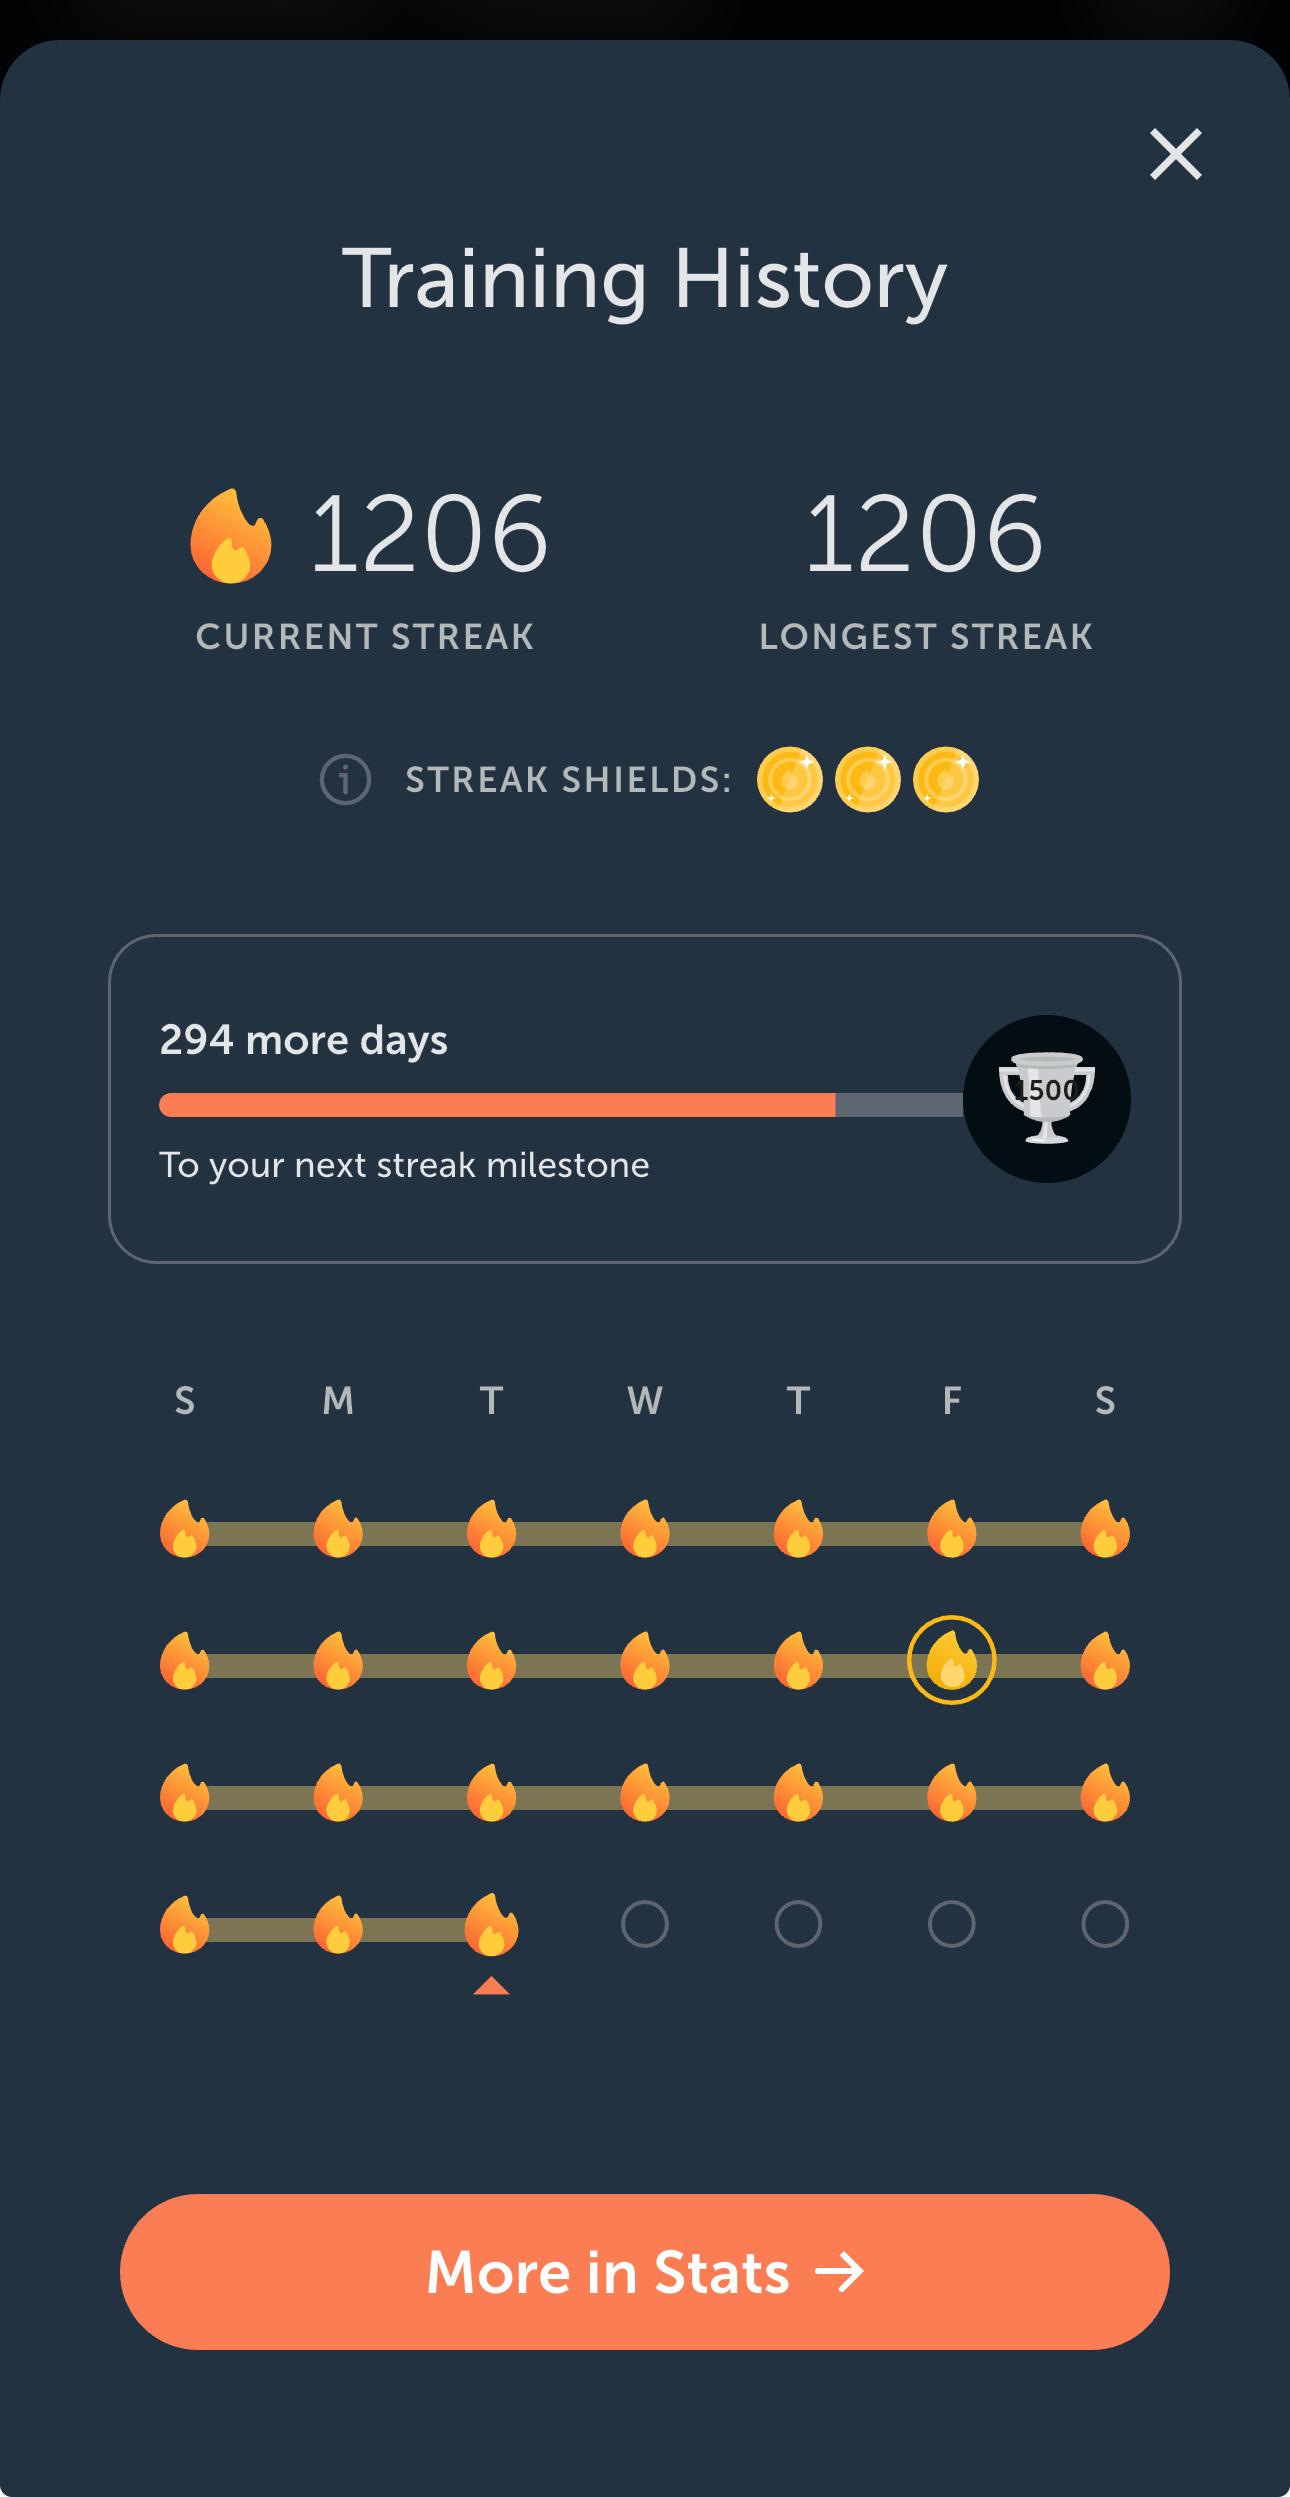 Training History
1206 1206
CURRENT STREAK LONGEST STREAK
STREAK SHIELDS:
294 more days
1500
To your next streak milestone
S M T W T F S
More in Stats →